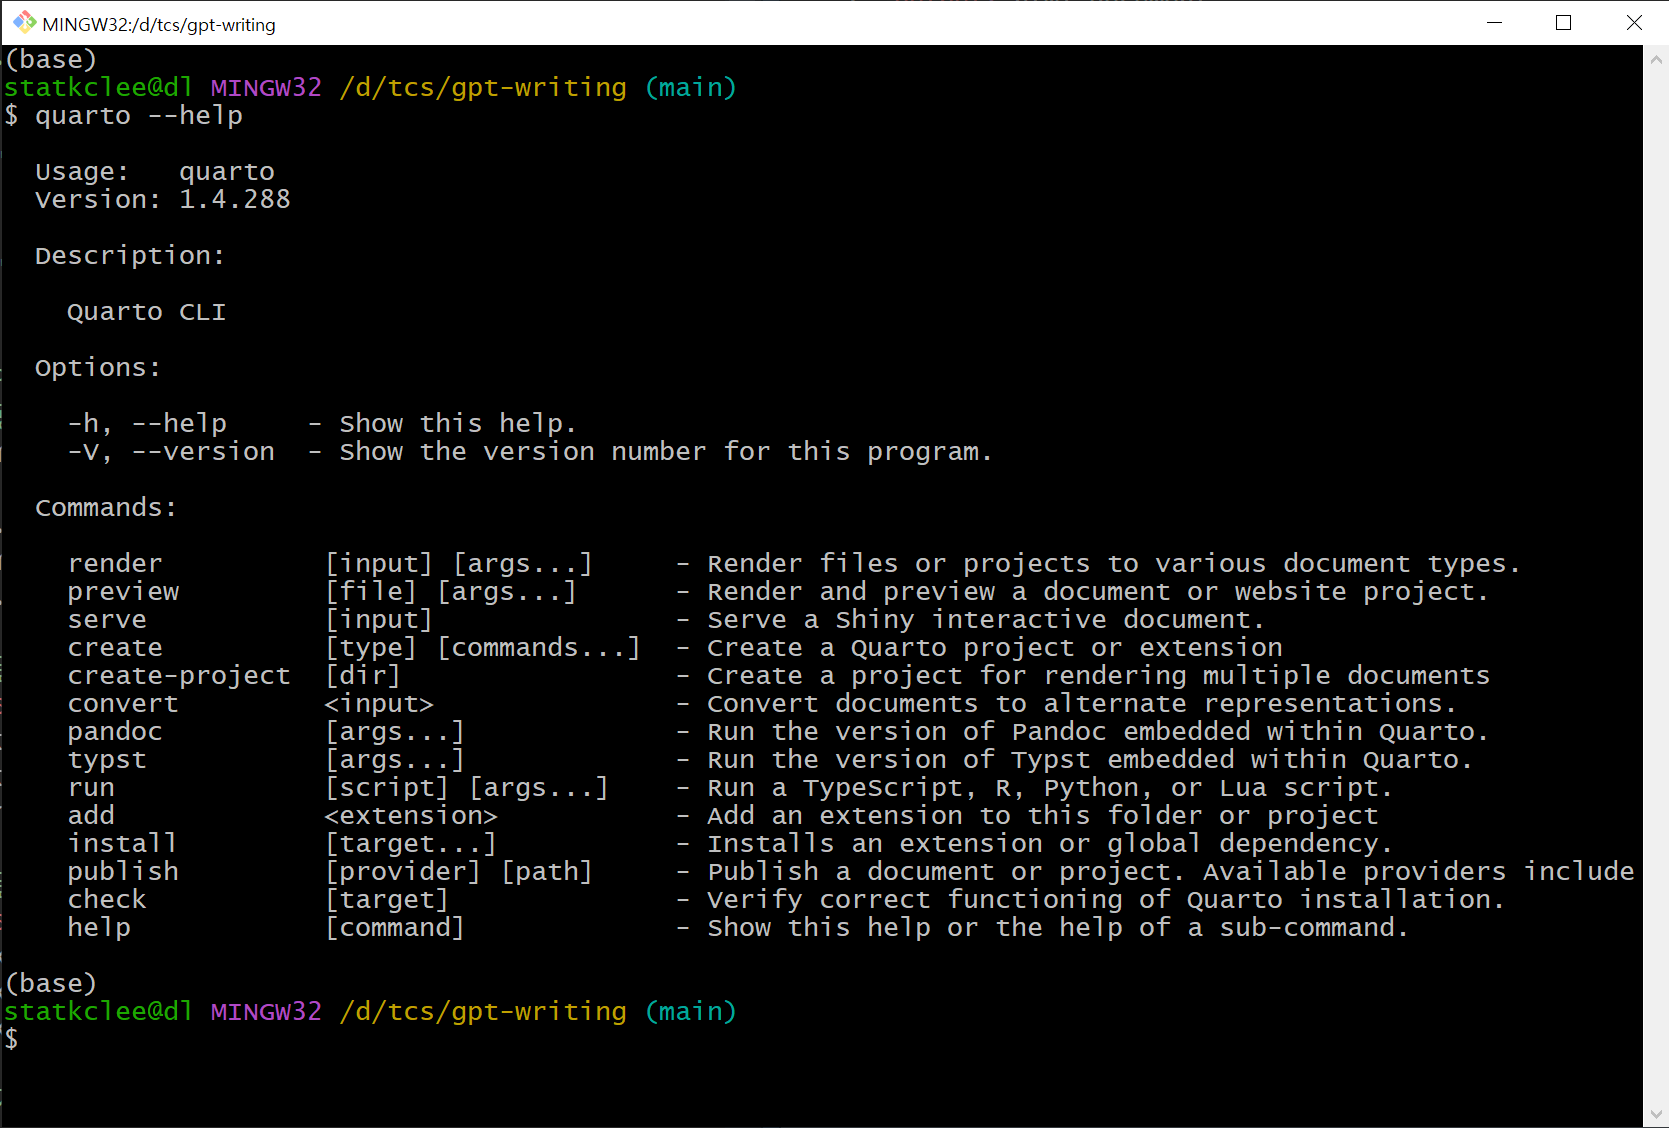 MINGW32:/d/tcs/gpt-writing
(base)
statkclee@dl MINGW32 /d/tcs/gpt-writing (main)
$ quarto --help
Usage:   quarto
Version: 1.4.288
Description:
Quarto CLI
Options:
-h, --help     - Show this help.
-V, --version  - Show the version number for this program.
Commands:
render          [input] [args...]     - Render files or projects to various document types.
preview         [file] [args...]      - Render and preview a document or website project.
serve           [input]               - Serve a Shiny interactive document.
create          [type] [commands...]  - Create a Quarto project or extension
create-project  [dir]                 - Create a project for rendering multiple documents
convert         <input>               - Convert documents to alternate representations.
pandoc          [args...]             - Run the version of Pandoc embedded within Quarto.
typst           [args...]             - Run the version of Typst embedded within Quarto.
run             [script] [args...]    - Run a TypeScript, R, Python, or Lua script.
add             <extension>           - Add an extension to this folder or project
install         [target...]           - Installs an extension or global dependency.
publish         [provider] [path]     - Publish a document or project. Available providers include
check           [target]              - Verify correct functioning of Quarto installation.
help            [command]             - Show this help or the help of a sub-command.
(base)
statkclee@dl MINGW32 /d/tcs/gpt-writing (main)
$